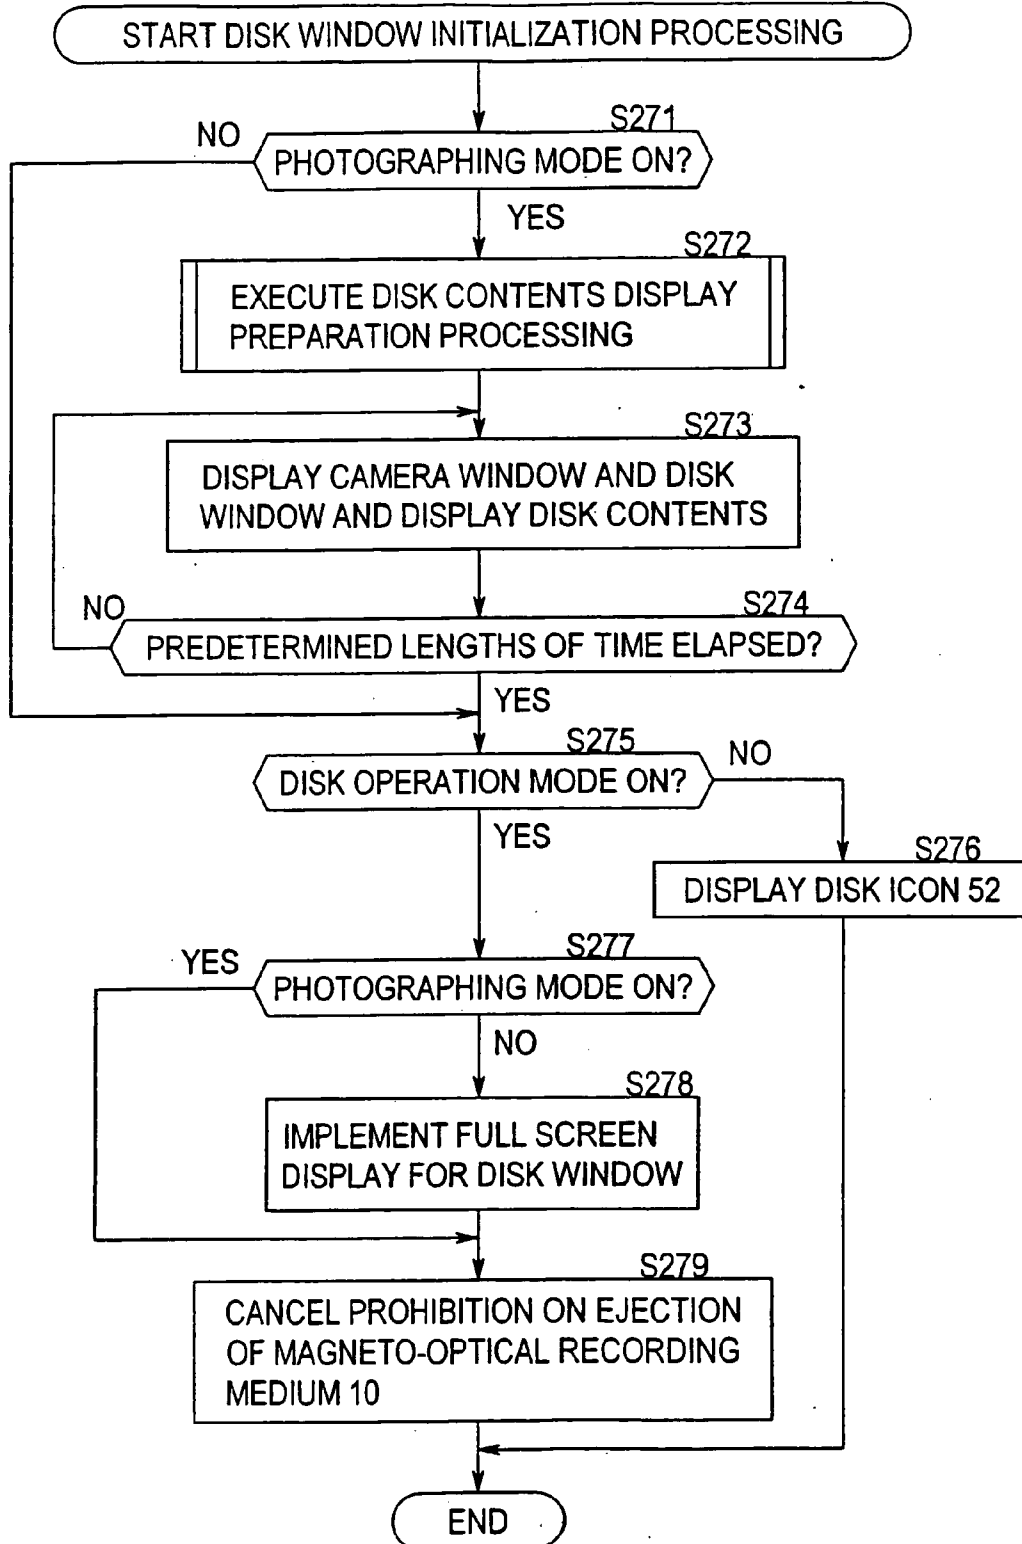 START DISK WINDOW INITIALIZATION PROCESSING
S271
NO
PHOTOGRAPHING MODE ON?
YES
S272
EXECUTE DISK CONTENTS DISPLAY
PREPARATION PROCESSING
S273
DISPLAY CAMERA WINDOW AND DISK
WINDOW AND DISPLAY DISK CONTENTS
NO
S274
PREDETERMINED LENGTHS OF TIME ELAPSED?
YES
S275
NO
DISK OPERATION MODE ON?
YES
S276
DISPLAY DISK ICON 52
S277
YES
PHOTOGRAPHING MODE ON?
NO
S278
IMPLEMENT FULL SCREEN
DISPLAY FOR DISK WINDOW
S279
CANCEL PROHIBITION ON EJECTION
OF MAGNETO-OPTICAL RECORDING
MEDIUM 10
END